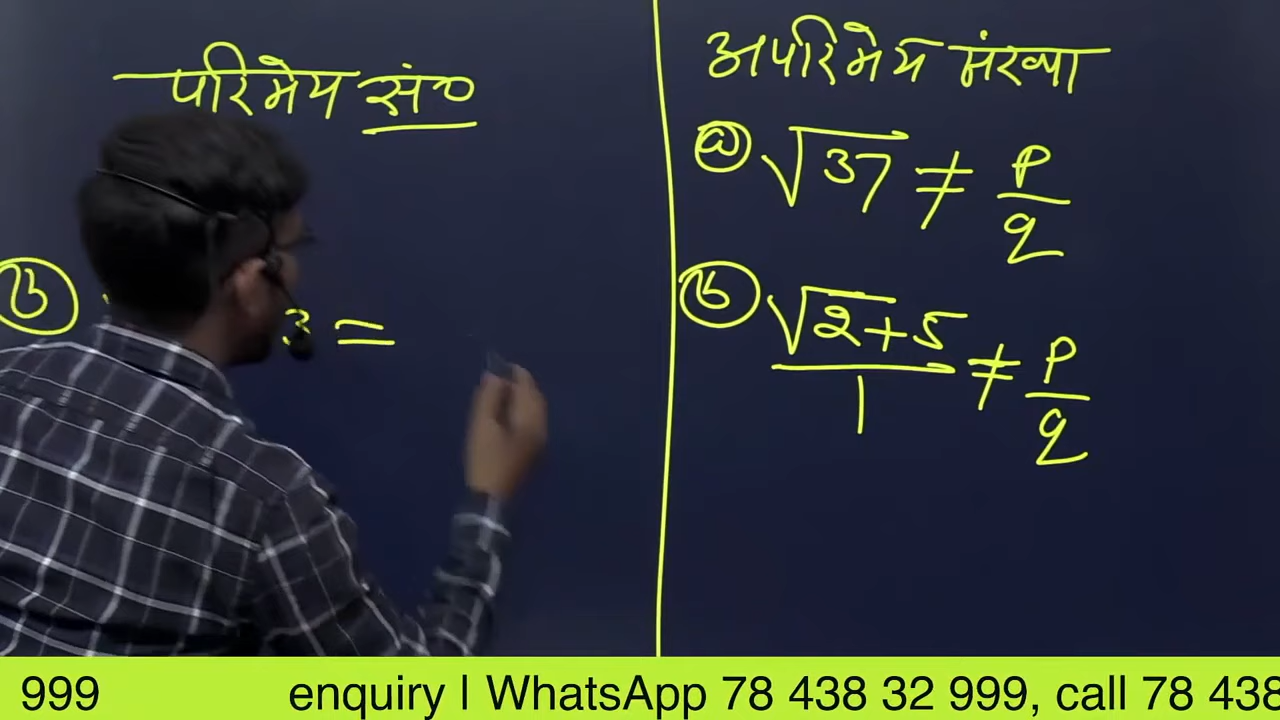 परिमेय सं०
ⓑ 3 =
अपरिमेय संख्या
ⓐ √37 ≠ p/q
ⓑ (√2+5)/1 ≠ p/q
999 enquiry | WhatsApp 78 438 32 999, call 78 438